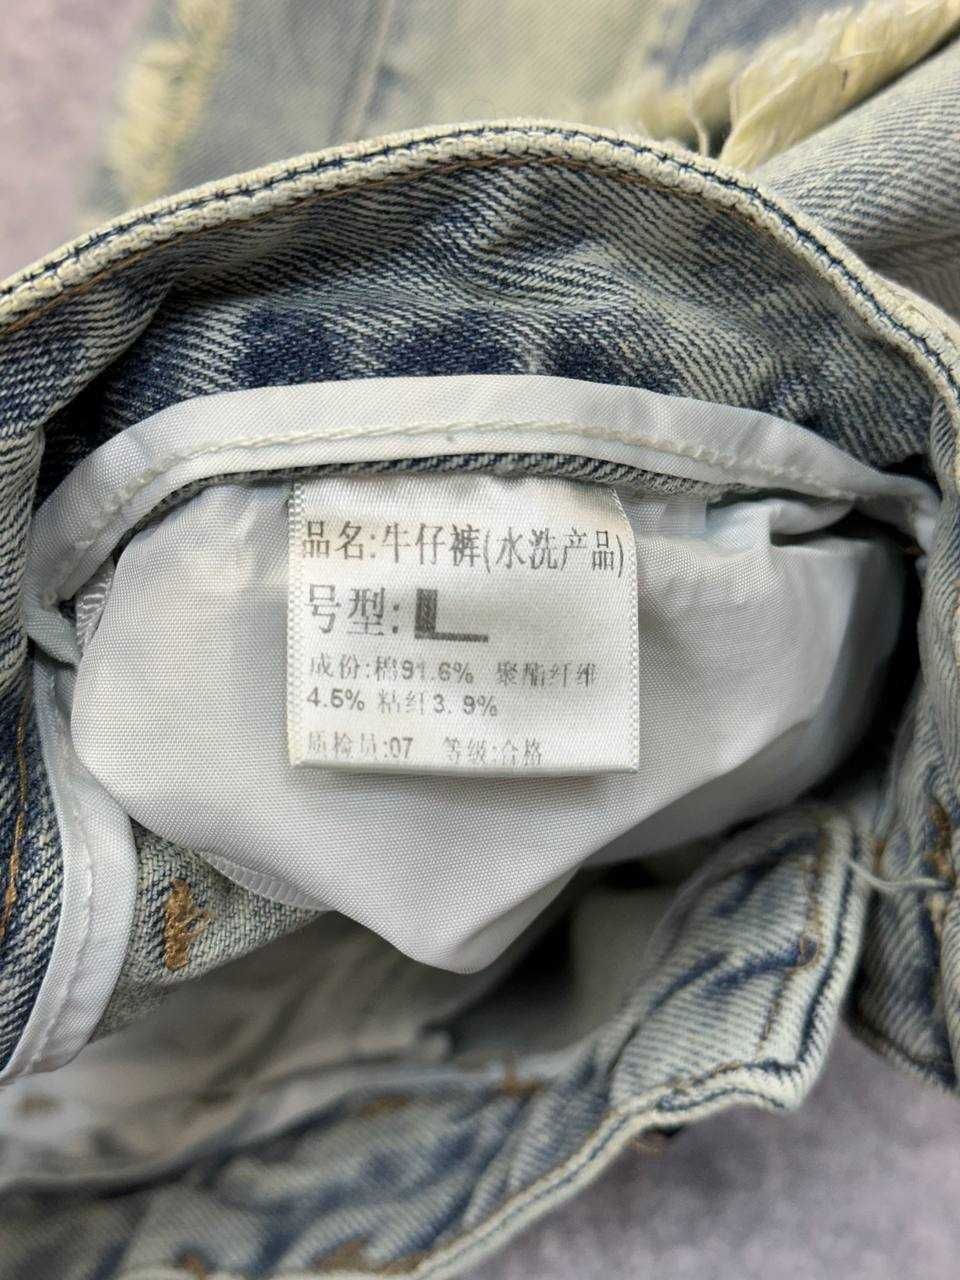 品名:牛仔裤(水洗产品)
号型: L
成份:棉91.6% 聚酯纤维
4.5% 粘纤3.9%
质检员:07 等级:合格